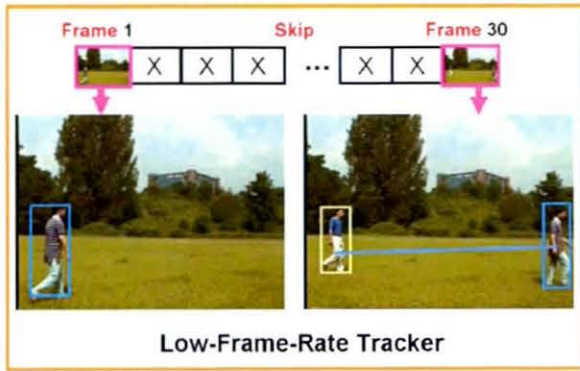 Frame 1 Skip Frame 30
X X X ... X X
Low-Frame-Rate Tracker